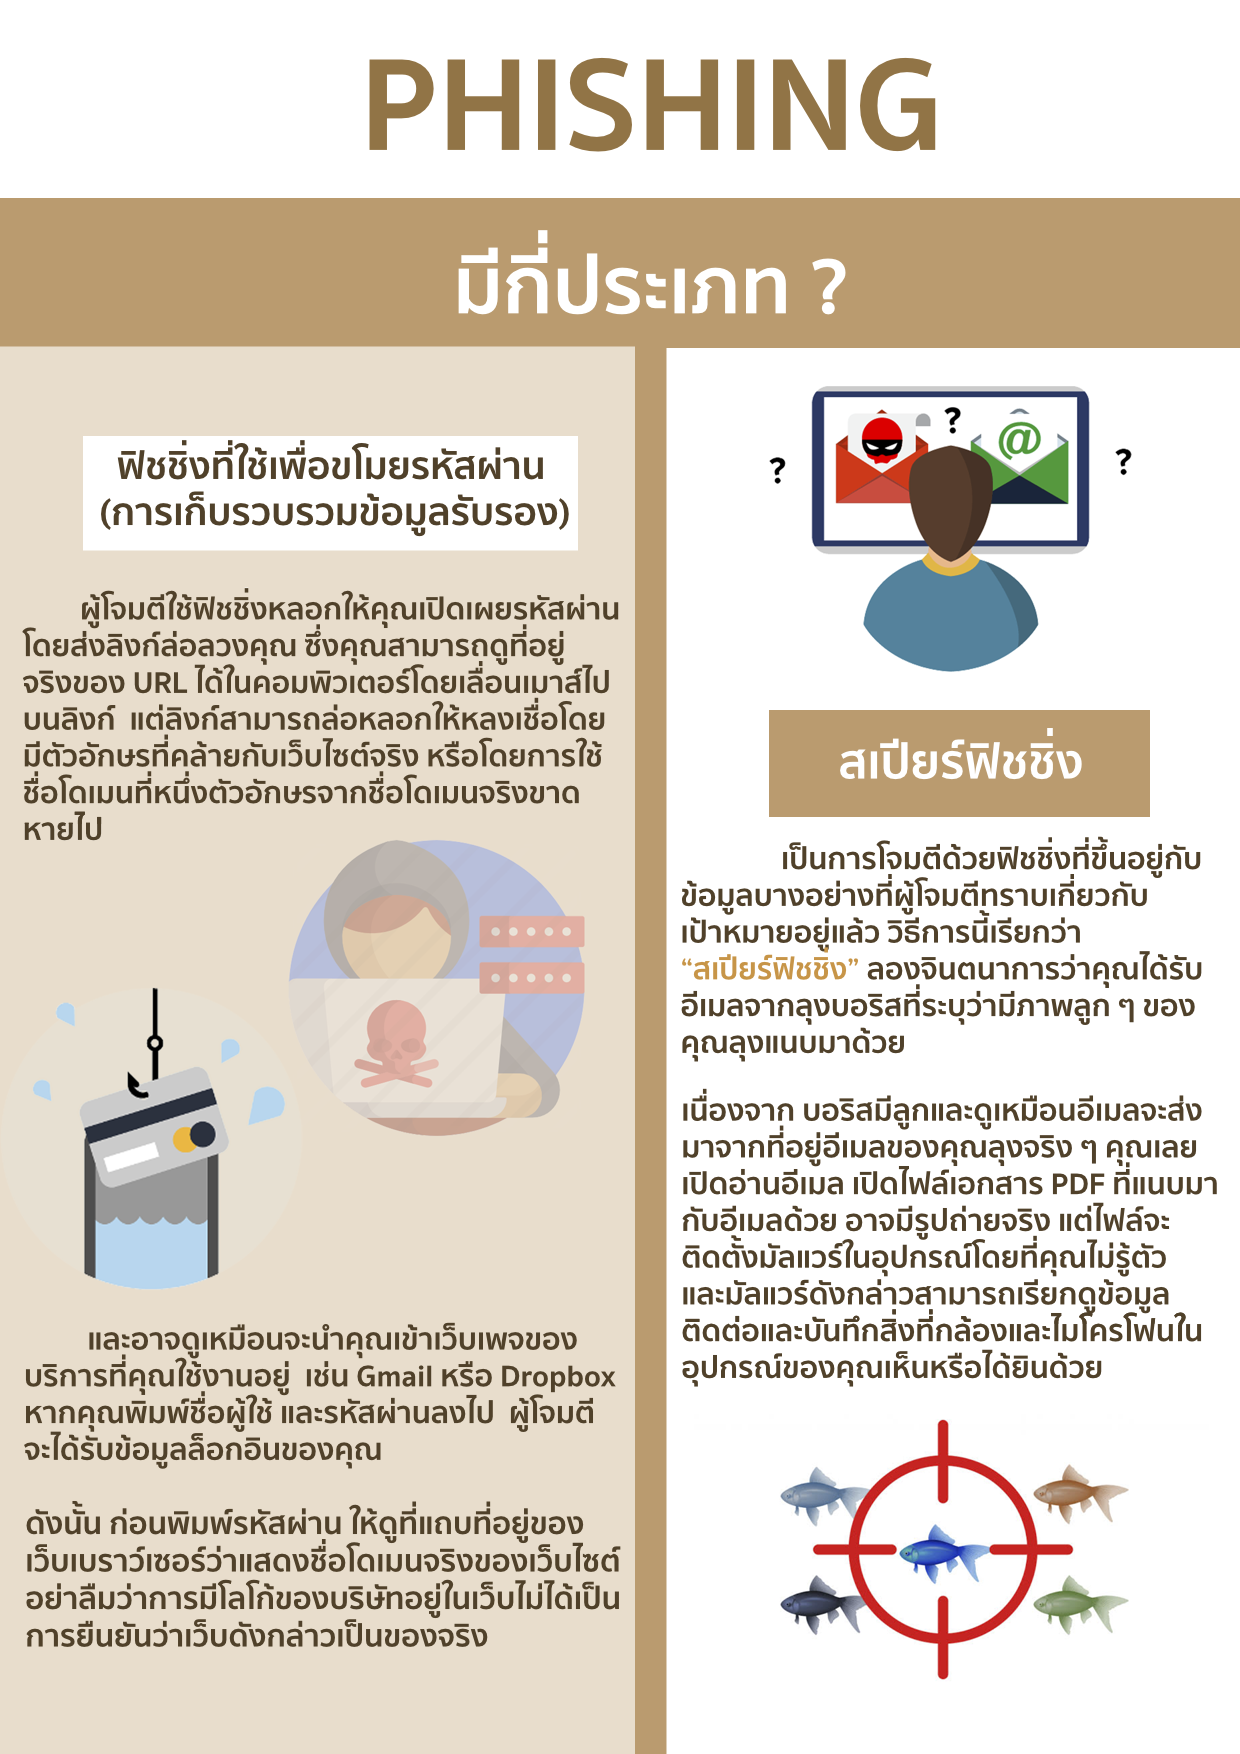 PHISHING
มีกี่ประเภท ?
ฟิชชิ่งที่ใช้เพื่อขโมยรหัสผ่าน
(การเก็บรวบรวมข้อมูลรับรอง)
ผู้โจมตีใช้ฟิชชิ่งหลอกให้คุณเปิดเผยรหัสผ่าน
โดยส่งลิงก์ล่อลวงคุณ ซึ่งคุณสามารถดูที่อยู่
จริงของ URL ได้ในคอมพิวเตอร์โดยเลื่อนเมาส์ไป
บนลิงก์ แต่ลิงก์สามารถล่อหลอกให้หลงเชื่อโดย
มีตัวอักษรที่คล้ายกับเว็บไซต์จริง หรือโดยการใช้
ชื่อโดเมนที่หนึ่งตัวอักษรจากชื่อโดเมนจริงขาด
หายไป
และอาจดูเหมือนจะนำคุณเข้าเว็บเพจของ
บริการที่คุณใช้งานอยู่ เช่น Gmail หรือ Dropbox
หากคุณพิมพ์ชื่อผู้ใช้ และรหัสผ่านลงไป ผู้โจมตี
จะได้รับข้อมูลล็อกอินของคุณ
ดังนั้น ก่อนพิมพ์รหัสผ่าน ให้ดูที่แถบที่อยู่ของ
เว็บเบราว์เซอร์ว่าแสดงชื่อโดเมนจริงของเว็บไซต์
อย่าลืมว่าการมีโลโก้ของบริษัทอยู่ในเว็บไม่ได้เป็น
การยืนยันว่าเว็บดังกล่าวเป็นของจริง
? ? ?
@
สเปียร์ฟิชชิ่ง
เป็นการโจมตีด้วยฟิชชิ่งที่ขึ้นอยู่กับ
ข้อมูลบางอย่างที่ผู้โจมตีทราบเกี่ยวกับ
เป้าหมายอยู่แล้ว วิธีการนี้เรียกว่า
“สเปียร์ฟิชชิ่ง” ลองจินตนาการว่าคุณได้รับ
อีเมลจากลุงบอริสที่ระบุว่ามีภาพลูก ๆ ของ
คุณลุงแนบมาด้วย
เนื่องจาก บอริสมีลูกและดูเหมือนอีเมลจะส่ง
มาจากที่อยู่อีเมลของคุณลุงจริง ๆ คุณเลย
เปิดอ่านอีเมล เปิดไฟล์เอกสาร PDF ที่แนบมา
กับอีเมลด้วย อาจมีรูปถ่ายจริง แต่ไฟล์จะ
ติดตั้งมัลแวร์ในอุปกรณ์โดยที่คุณไม่รู้ตัว
และมัลแวร์ดังกล่าวสามารถเรียกดูข้อมูล
ติดต่อและบันทึกสิ่งที่กล้องและไมโครโฟนใน
อุปกรณ์ของคุณเห็นหรือได้ยินด้วย